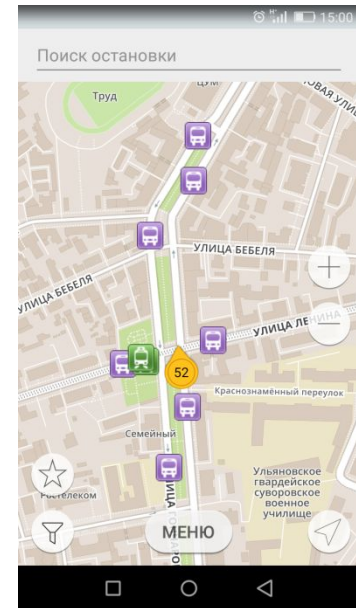 15:00
Поиск остановки
ЦУМ
Труд
УЛИЦА БЕБЕЛЯ
УЛИЦА БЕБЕЛЯ
УЛИЦА ЛЕНИНА
52
Краснознамённый переулок
Семейный
Ульяновское
гвардейское
суворовское
военное
училище
Ростелеком
МЕНЮ